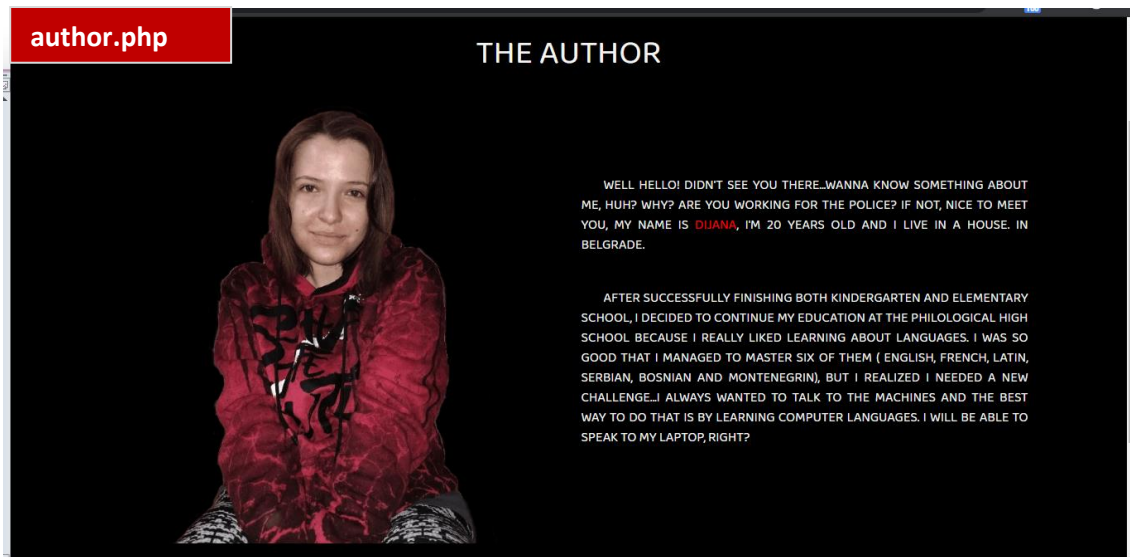 author.php
THE AUTHOR
WELL HELLO! DIDN'T SEE YOU THERE...WANNA KNOW SOMETHING ABOUT
ME, HUH? WHY? ARE YOU WORKING FOR THE POLICE? IF NOT, NICE TO MEET
YOU, MY NAME IS DIJANA, I'M 20 YEARS OLD AND I LIVE IN A HOUSE. IN
BELGRADE.
AFTER SUCCESSFULLY FINISHING BOTH KINDERGARTEN AND ELEMENTARY
SCHOOL, I DECIDED TO CONTINUE MY EDUCATION AT THE PHILOLOGICAL HIGH
SCHOOL BECAUSE I REALLY LIKED LEARNING ABOUT LANGUAGES. I WAS SO
GOOD THAT I MANAGED TO MASTER SIX OF THEM ( ENGLISH, FRENCH, LATIN,
SERBIAN, BOSNIAN AND MONTENEGRIN), BUT I REALIZED I NEEDED A NEW
CHALLENGE...I ALWAYS WANTED TO TALK TO THE MACHINES AND THE BEST
WAY TO DO THAT IS BY LEARNING COMPUTER LANGUAGES. I WILL BE ABLE TO
SPEAK TO MY LAPTOP, RIGHT?